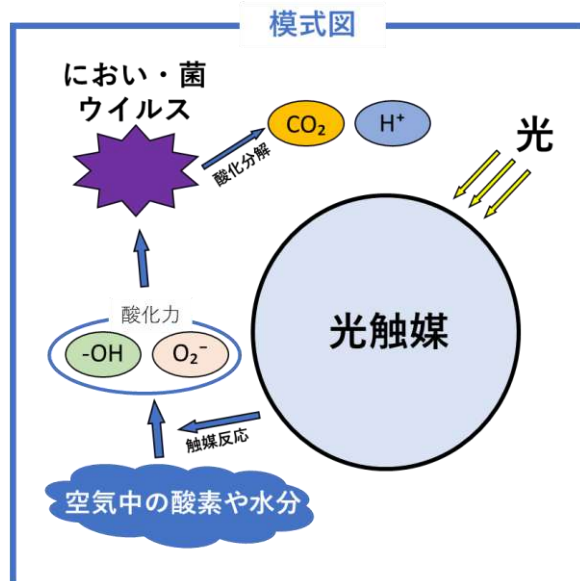 模式図
におい・菌
ウイルス
CO₂
H⁺
酸化分解
光
光触媒
酸化力
-OH
O₂⁻
触媒反応
空気中の酸素や水分